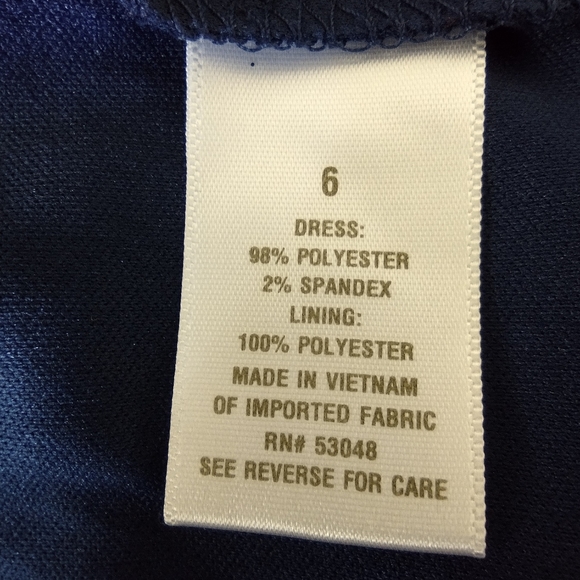 6
DRESS:
98% POLYESTER
2% SPANDEX
LINING:
100% POLYESTER
MADE IN VIETNAM
OF IMPORTED FABRIC
RN# 53048
SEE REVERSE FOR CARE